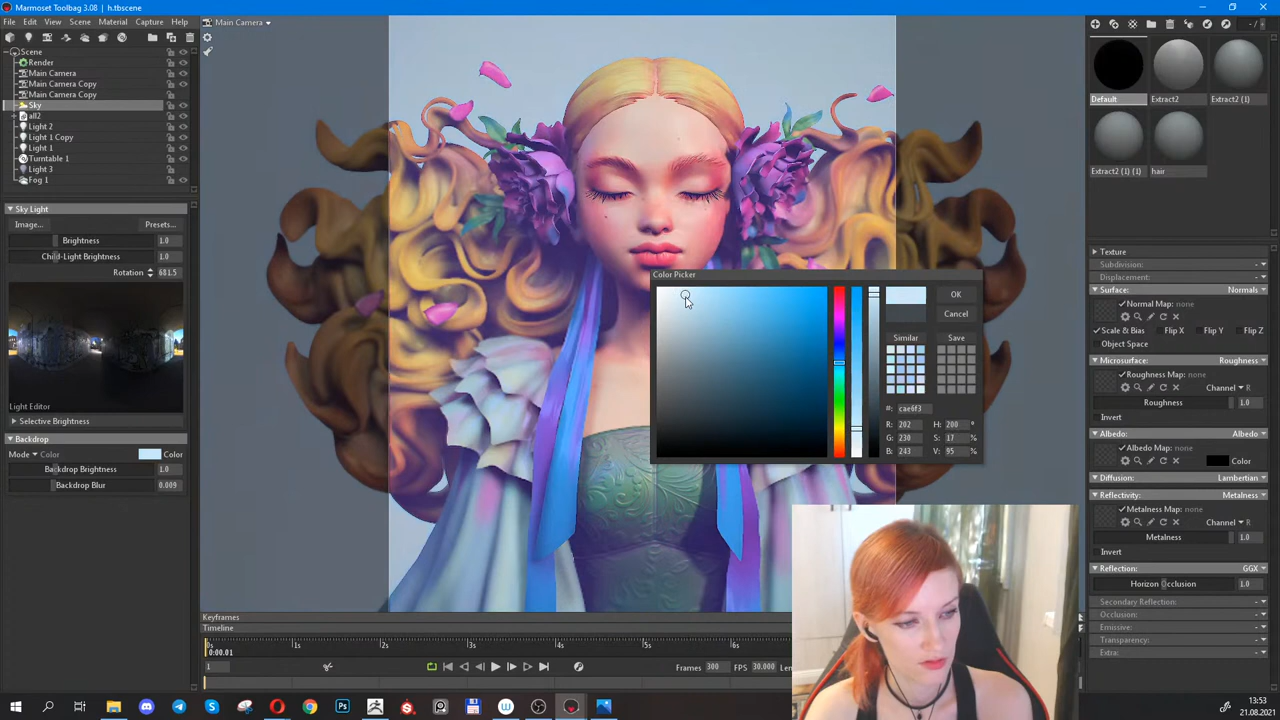 Marmoset Toolbag 3.08 | h.tbscene
File Edit View Scene Material Capture Help
Main Camera
Scene
Render
Main Camera
Main Camera Copy
Main Camera Copy
Sky
all2
Light 2
Light 1 Copy
Light 1
Turntable 1
Light 3
Fog 1
Sky Light
Image... Presets...
Brightness 1.0
Child-Light Brightness 1.0
Rotation 681.5
Light Editor
Selective Brightness
Backdrop
Mode Color Color
Backdrop Brightness 1.0
Backdrop Blur 0.009
Color Picker
OK
Cancel
Similar Save
#: cae6f3
R: 202 H: 200 °
G: 230 S: 17 %
B: 243 V: 95 %
Keyframes
Timeline
0s 1s 2s 3s 4s 5s 6s
0:00.01
1 Frames 300 FPS 30.000 Len
- /
Default Extract2 Extract2 (1)
Extract2 (1) (1) hair
Texture
Subdivision:
Displacement:
Surface: Normals
Normal Map: none
Scale & Bias Flip X Flip Y Flip Z
Object Space
Microsurface: Roughness
Roughness Map: none
Channel R
Roughness 1.0
Invert
Albedo: Albedo
Albedo Map: none
Color
Diffusion: Lambertian
Reflectivity: Metalness
Metalness Map: none
Channel R
Metalness 1.0
Invert
Reflection: GGX
Horizon Occlusion 1.0
Secondary Reflection:
Occlusion:
Emissive:
Transparency:
Extra:
Ps
W
13:53
21.08.2021